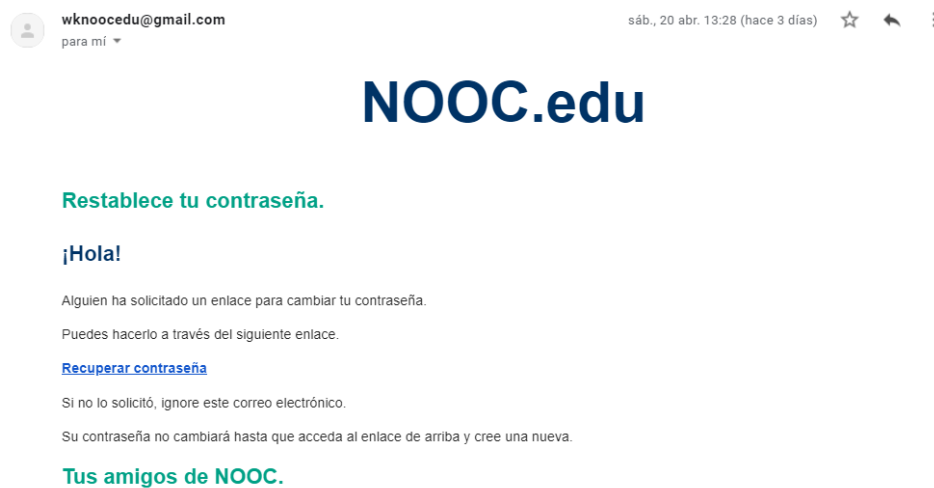 wknoocedu@gmail.com sáb., 20 abr. 13:28 (hace 3 días)
para mí
NOOC.edu
Restablece tu contraseña.
¡Hola!
Alguien ha solicitado un enlace para cambiar tu contraseña.
Puedes hacerlo a través del siguiente enlace.
Recuperar contraseña
Si no lo solicitó, ignore este correo electrónico.
Su contraseña no cambiará hasta que acceda al enlace de arriba y cree una nueva.
Tus amigos de NOOC.